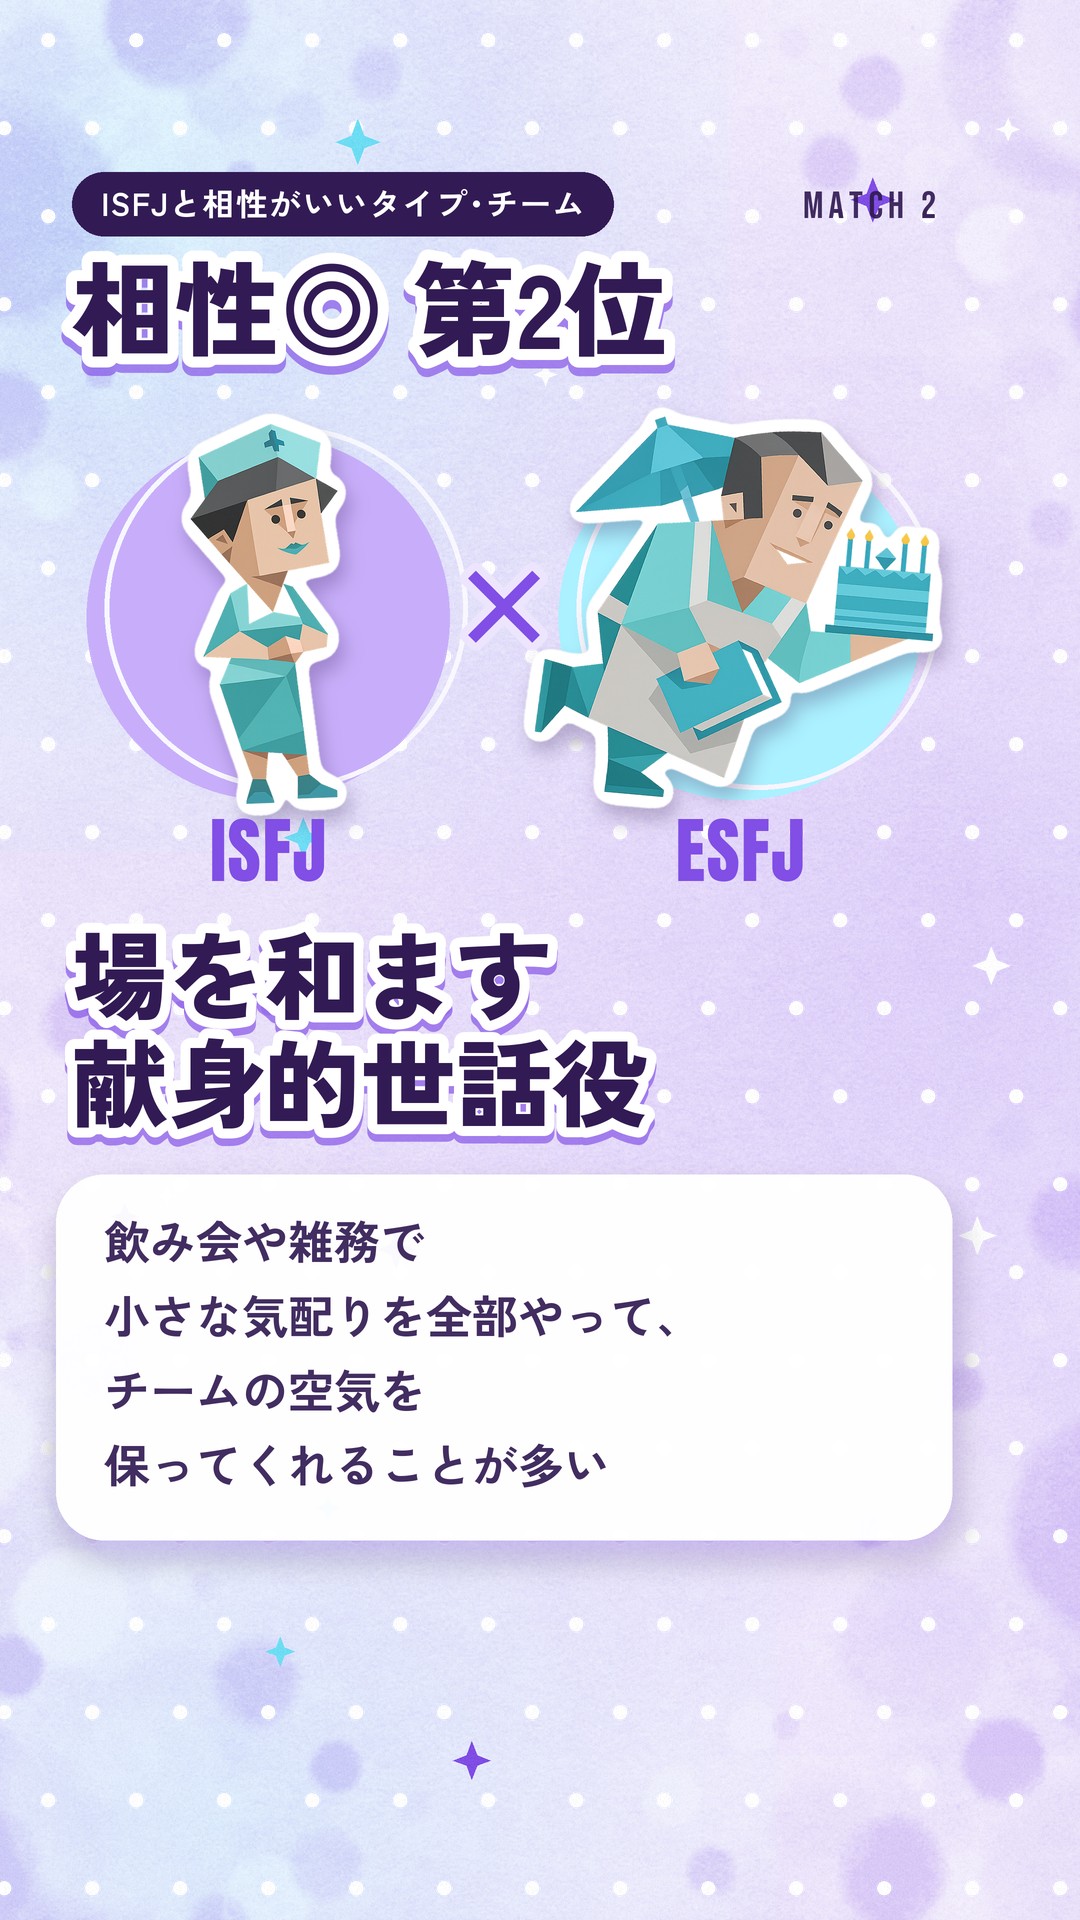 ISFJと相性がいいタイプ・チーム
MATCH 2
相性◎ 第2位
×
ISFJ
ESFJ
場を和ます
献身的世話役
飲み会や雑務で
小さな気配りを全部やって、
チームの空気を
保ってくれることが多い